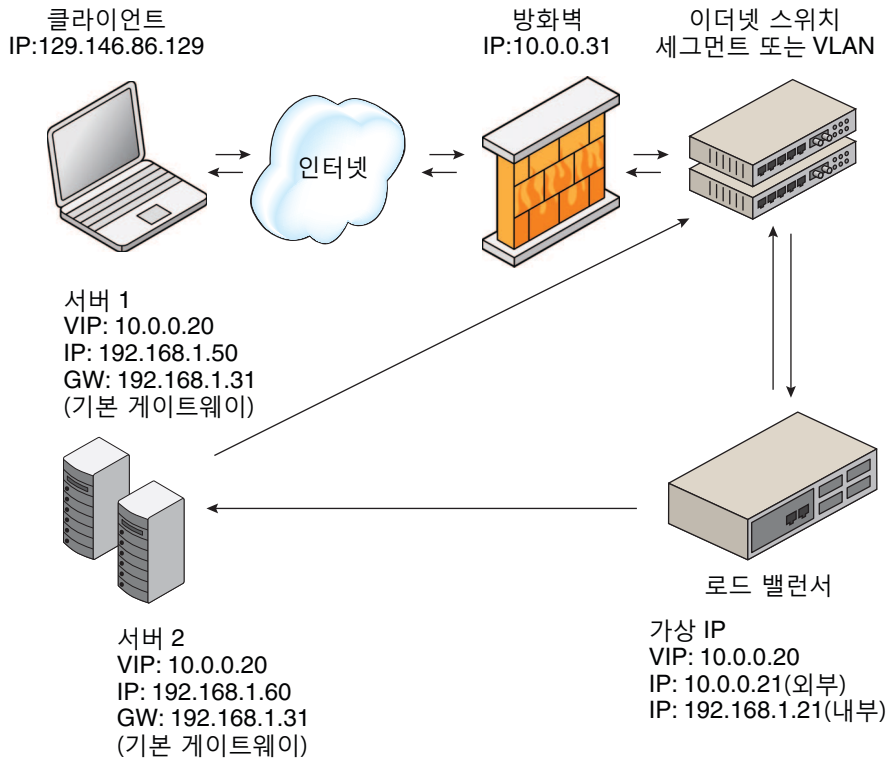 클라이언트
IP:129.146.86.129
방화벽
IP:10.0.0.31
이더넷 스위치
세그먼트 또는 VLAN
인터넷
서버 1
VIP: 10.0.0.20
IP: 192.168.1.50
GW: 192.168.1.31
(기본 게이트웨이)
로드 밸런서
서버 2
VIP: 10.0.0.20
IP: 192.168.1.60
GW: 192.168.1.31
(기본 게이트웨이)
가상 IP
VIP: 10.0.0.20
IP: 10.0.0.21(외부)
IP: 192.168.1.21(내부)